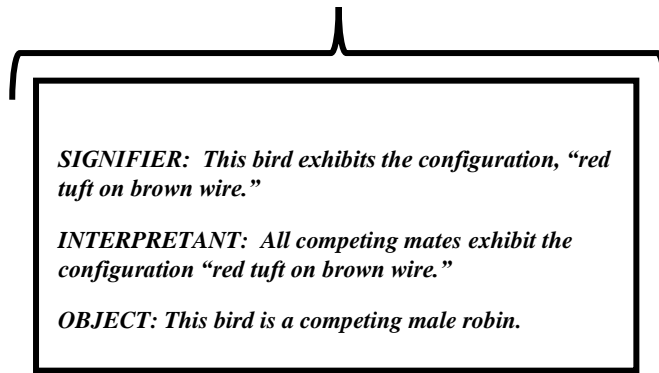 SIGNIFIER: This bird exhibits the configuration, “red
tuft on brown wire.”
INTERPRETANT: All competing mates exhibit the
configuration “red tuft on brown wire.”
OBJECT: This bird is a competing male robin.